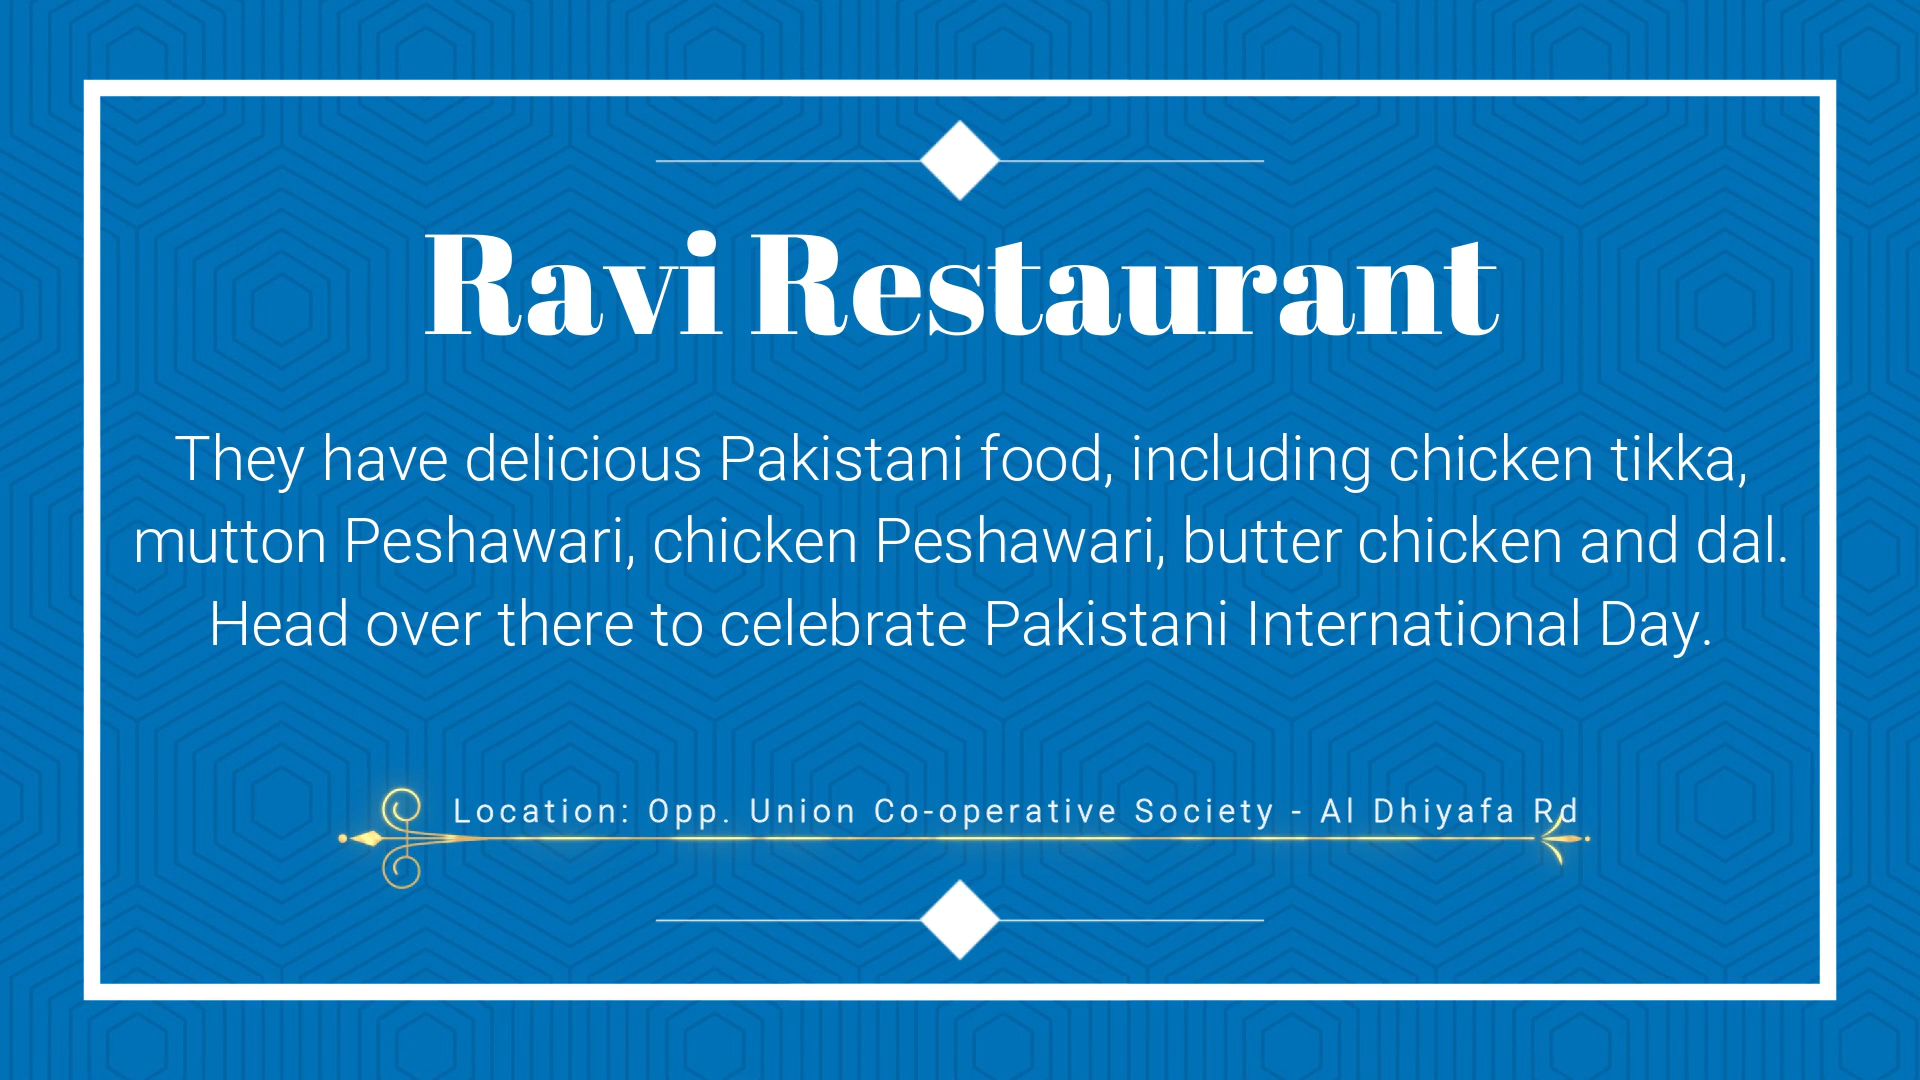 Ravi Restaurant
They have delicious Pakistani food, including chicken tikka,
mutton Peshawari, chicken Peshawari, butter chicken and dal.
Head over there to celebrate Pakistani International Day.
Location: Opp. Union Co-operative Society - Al Dhiyafa Rd